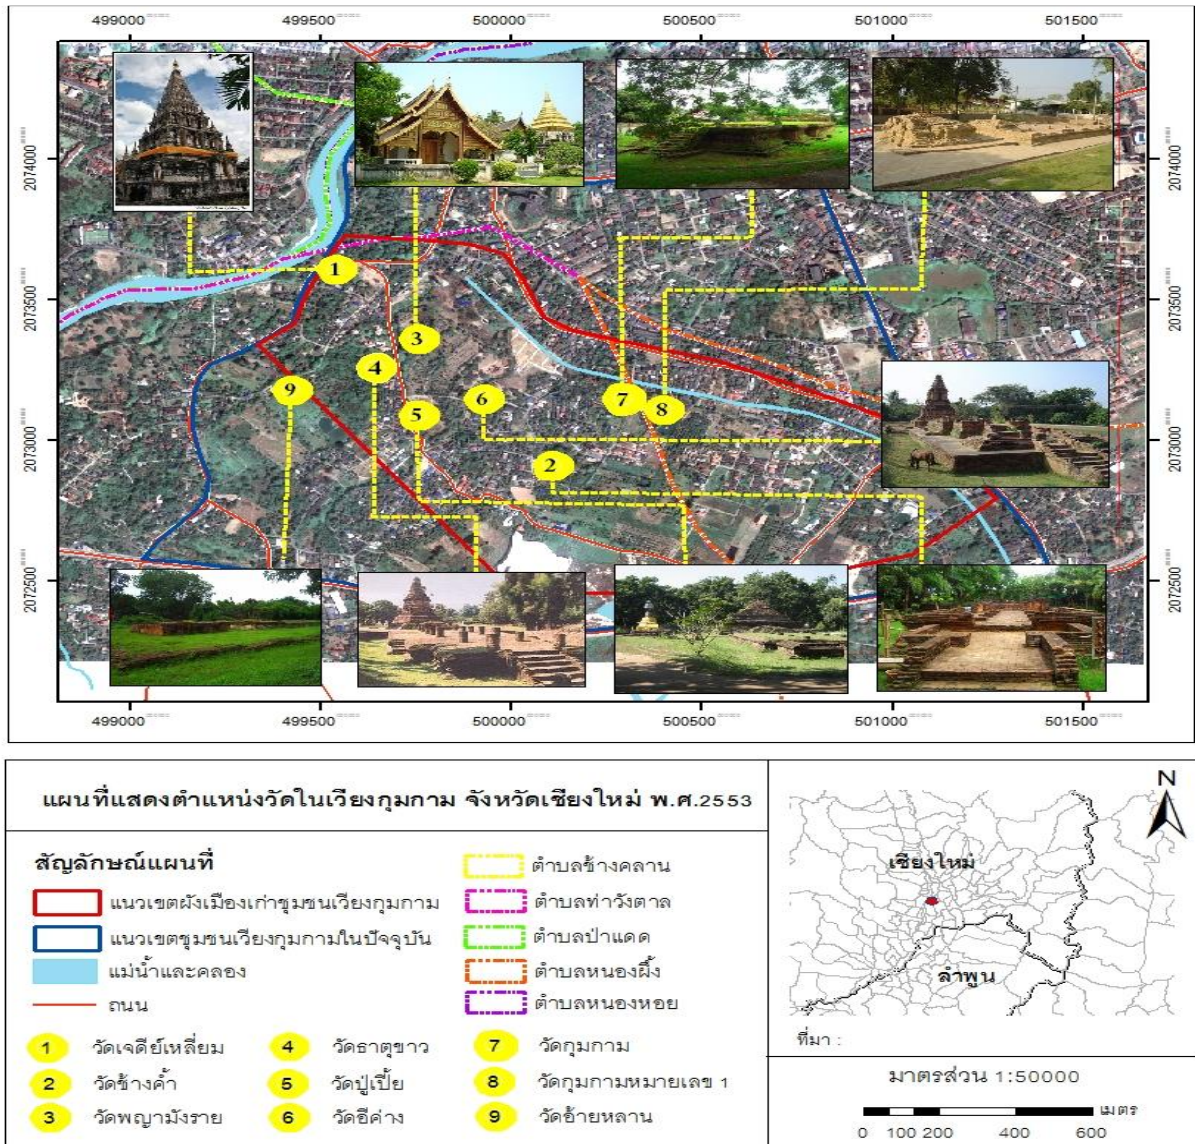 499000 499500 500000 500500 501000 501500
2074000 2074000
2073500 2073500
2073000 2073000
2072500 2072500
1
3
4
9
5
6
7
8
2
499000 499500 500000 500500 501000 501500
แผนที่แสดงตำแหน่งวัดในเวียงกุมกาม จังหวัดเชียงใหม่ พ.ศ.2553
สัญลักษณ์แผนที่
แนวเขตผังเมืองเก่าชุมชนเวียงกุมกาม
แนวเขตชุมชนเวียงกุมกามในปัจจุบัน
แม่น้ำและคลอง
ถนน
ตำบลช้างคลาน
ตำบลท่าวังตาล
ตำบลป่าแดด
ตำบลหนองผึ้ง
ตำบลหนองหอย
1 วัดเจดีย์เหลี่ยม
2 วัดช้างค้ำ
3 วัดพญามังราย
4 วัดธาตุขาว
5 วัดปู่เปี้ย
6 วัดอีค่าง
7 วัดกุมกาม
8 วัดกุมกามหมายเลข 1
9 วัดอ้ายหลาน
N
เชียงใหม่
ลำพูน
ที่มา :
มาตรส่วน 1:50000
เมตร
0 100 200 400 600